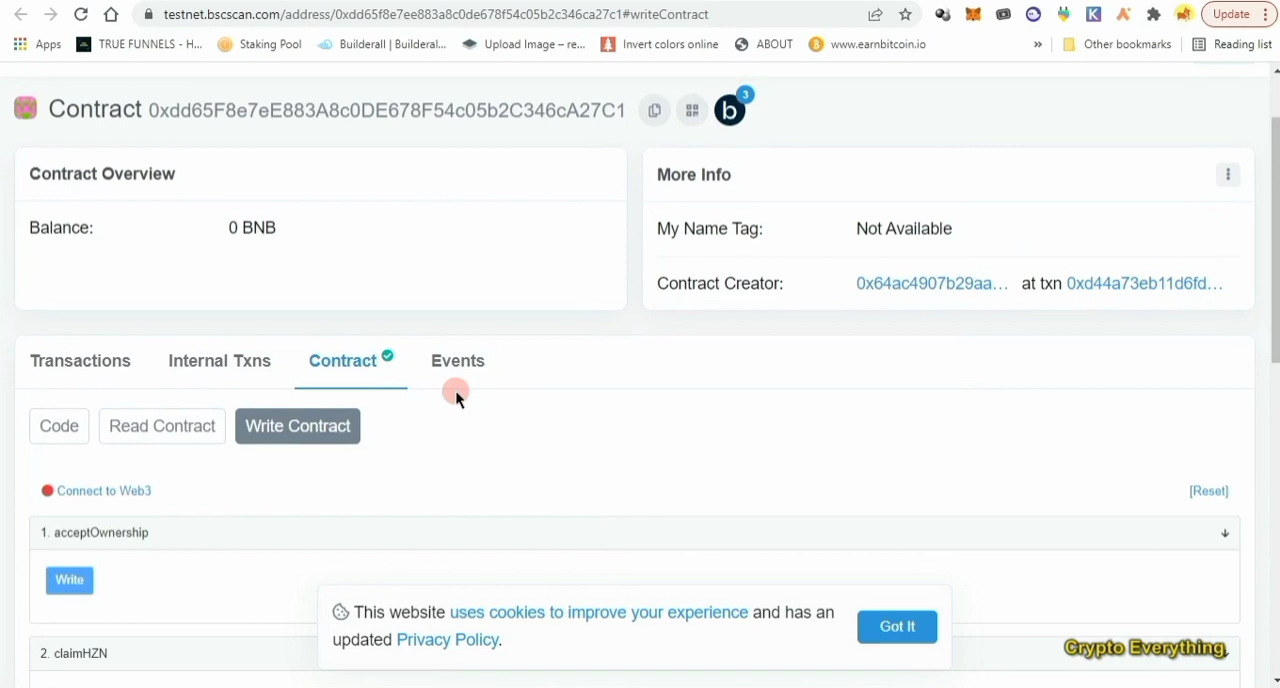 testnet.bscscan.com/address/0xdd65f8e7ee883a8c0de678f54c05b2c346ca27c1#writeContract
Update
Apps
TRUE FUNNELS - H...
Staking Pool
Builderall | Builderal...
Upload Image – re...
Invert colors online
ABOUT
www.earnbitcoin.io
»
Other bookmarks
Reading list
Contract 0xdd65F8e7eE883A8c0DE678F54c05b2C346cA27C1
b
3
Contract Overview
Balance: 0 BNB
More Info
My Name Tag: Not Available
Contract Creator: 0x64ac4907b29aa... at txn 0xd44a73eb11d6fd...
Transactions Internal Txns Contract Events
Code Read Contract Write Contract
Connect to Web3 [Reset]
1. acceptOwnership
Write
This website uses cookies to improve your experience and has an
updated Privacy Policy.
Got It
2. claimHZN
Crypto Everything